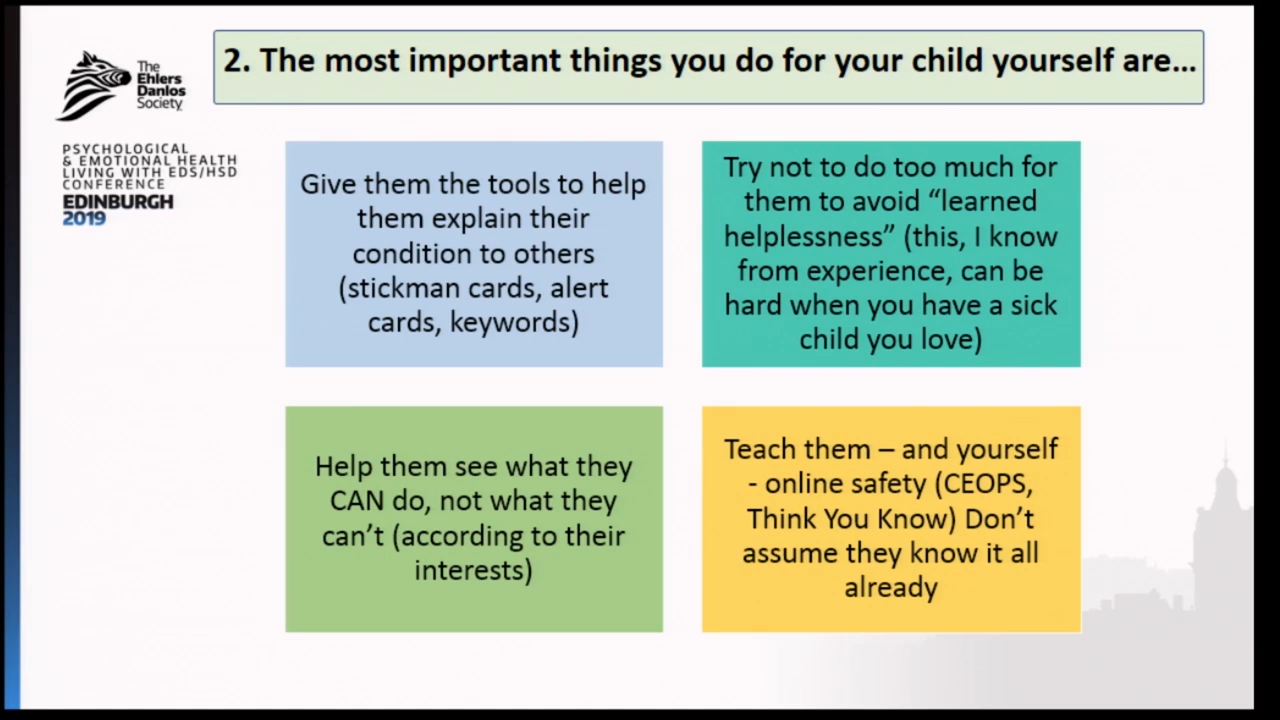 2. The most important things you do for your child yourself are...
The
Ehlers
Danlos
Society
PSYCHOLOGICAL
& EMOTIONAL HEALTH
LIVING WITH EDS/HSD
CONFERENCE
EDINBURGH
2019
Give them the tools to help
them explain their
condition to others
(stickman cards, alert
cards, keywords)
Try not to do too much for
them to avoid “learned
helplessness” (this, I know
from experience, can be
hard when you have a sick
child you love)
Help them see what they
CAN do, not what they
can’t (according to their
interests)
Teach them – and yourself
- online safety (CEOPS,
Think You Know) Don’t
assume they know it all
already